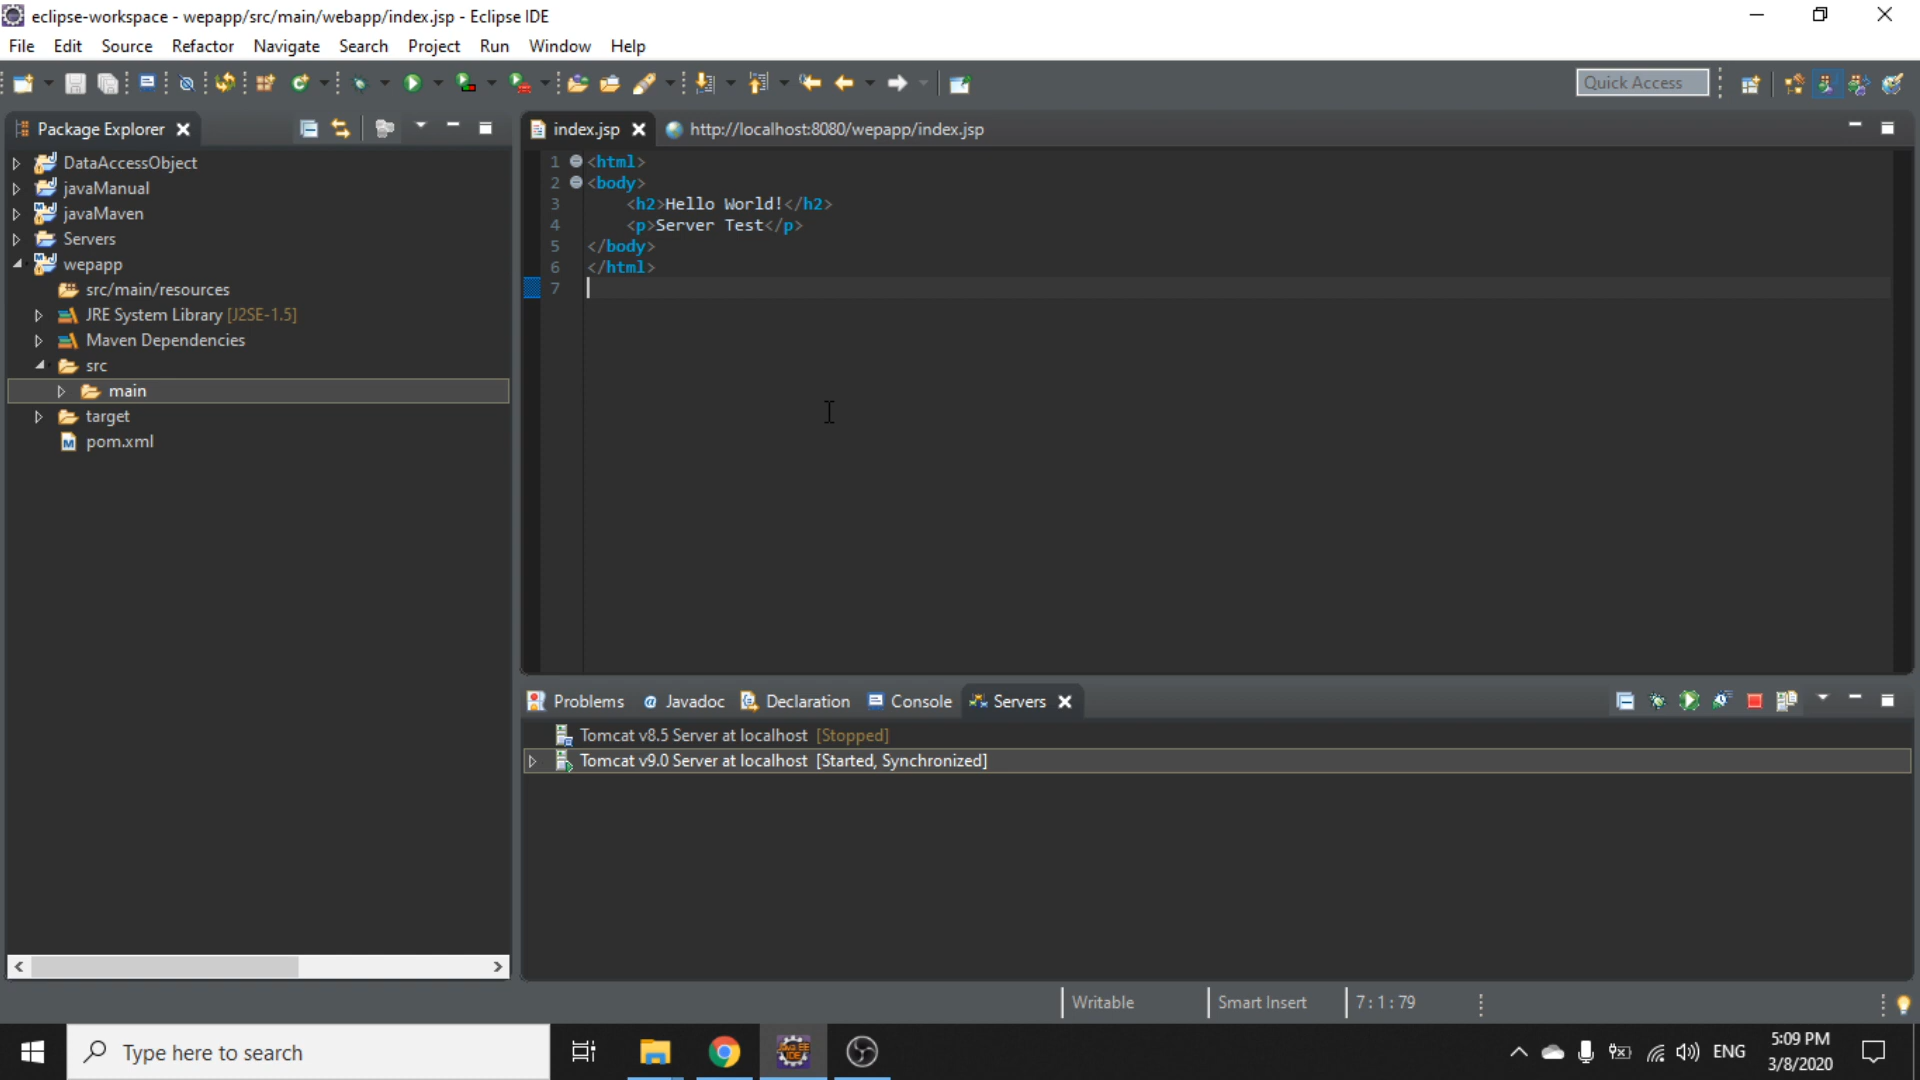 eclipse-workspace - wepapp/src/main/webapp/index.jsp - Eclipse IDE
File Edit Source Refactor Navigate Search Project Run Window Help
Quick Access
Package Explorer
DataAccessObject
javaManual
javaMaven
Servers
wepapp
src/main/resources
JRE System Library [J2SE-1.5]
Maven Dependencies
src
main
target
pom.xml
index.jsp http://localhost:8080/wepapp/index.jsp
1 <html>
2 <body>
3 <h2>Hello World!</h2>
4 <p>Server Test</p>
5 </body>
6 </html>
7
Problems @ Javadoc Declaration Console Servers
Tomcat v8.5 Server at localhost [Stopped]
Tomcat v9.0 Server at localhost [Started, Synchronized]
Writable Smart Insert 7 : 1 : 79
Type here to search
ENG
5:09 PM
3/8/2020